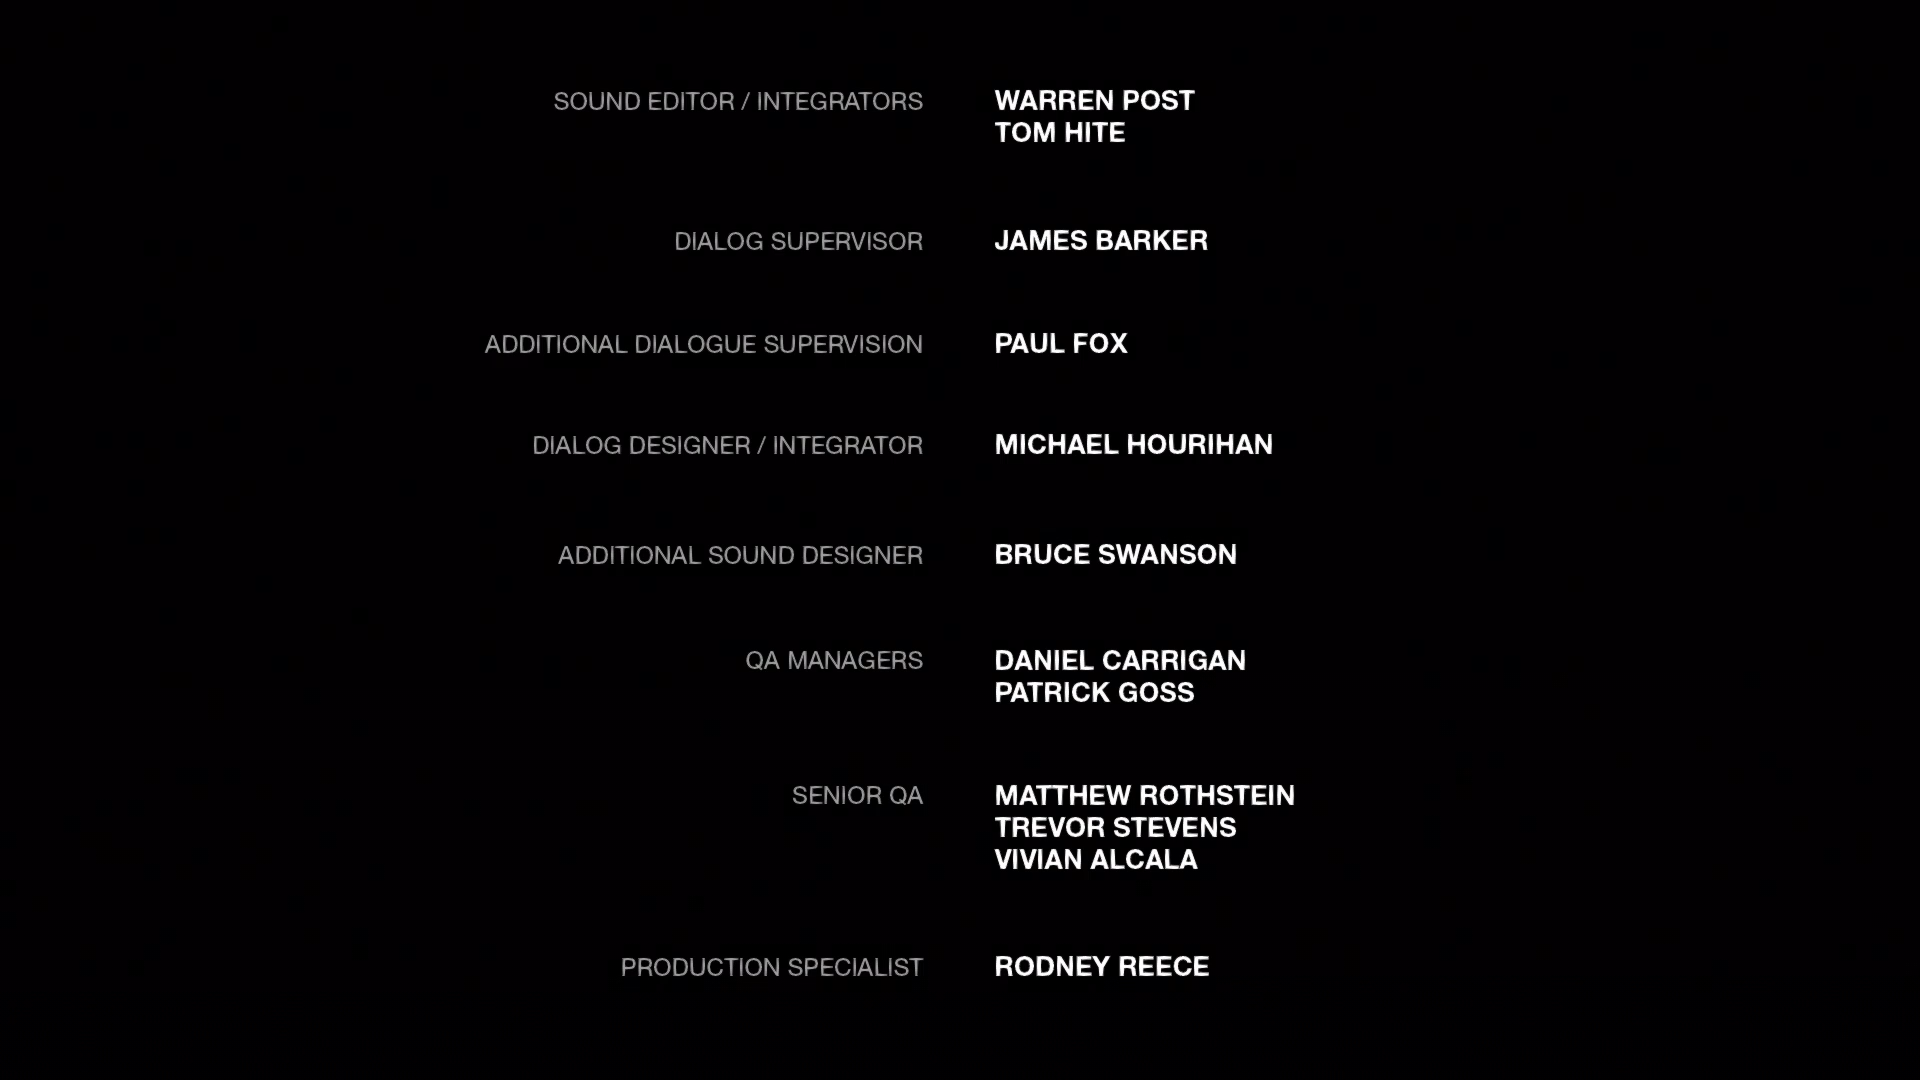 SOUND EDITOR / INTEGRATORS WARREN POST
TOM HITE
DIALOG SUPERVISOR JAMES BARKER
ADDITIONAL DIALOGUE SUPERVISION PAUL FOX
DIALOG DESIGNER / INTEGRATOR MICHAEL HOURIHAN
ADDITIONAL SOUND DESIGNER BRUCE SWANSON
QA MANAGERS DANIEL CARRIGAN
PATRICK GOSS
SENIOR QA MATTHEW ROTHSTEIN
TREVOR STEVENS
VIVIAN ALCALA
PRODUCTION SPECIALIST RODNEY REECE